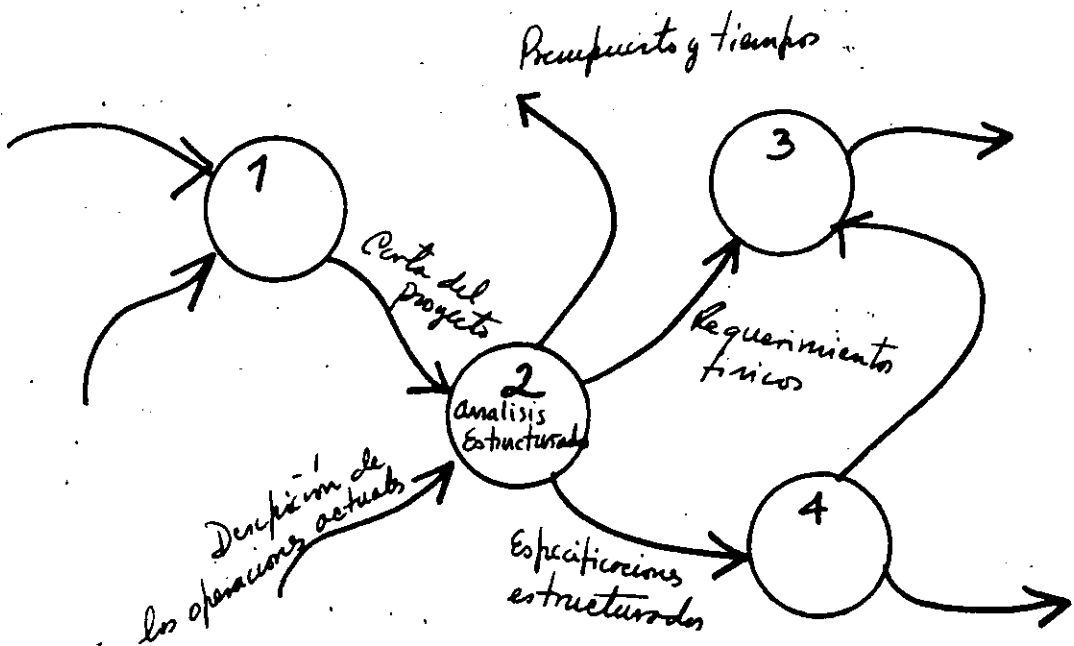 Presupuesto y tiempos
1
3
Carta del
proyecto
Requerimientos
físicos
2
Analisis
Estructurado
Descripción de
los operaciones actuales
Especificaciones
estructurados
4